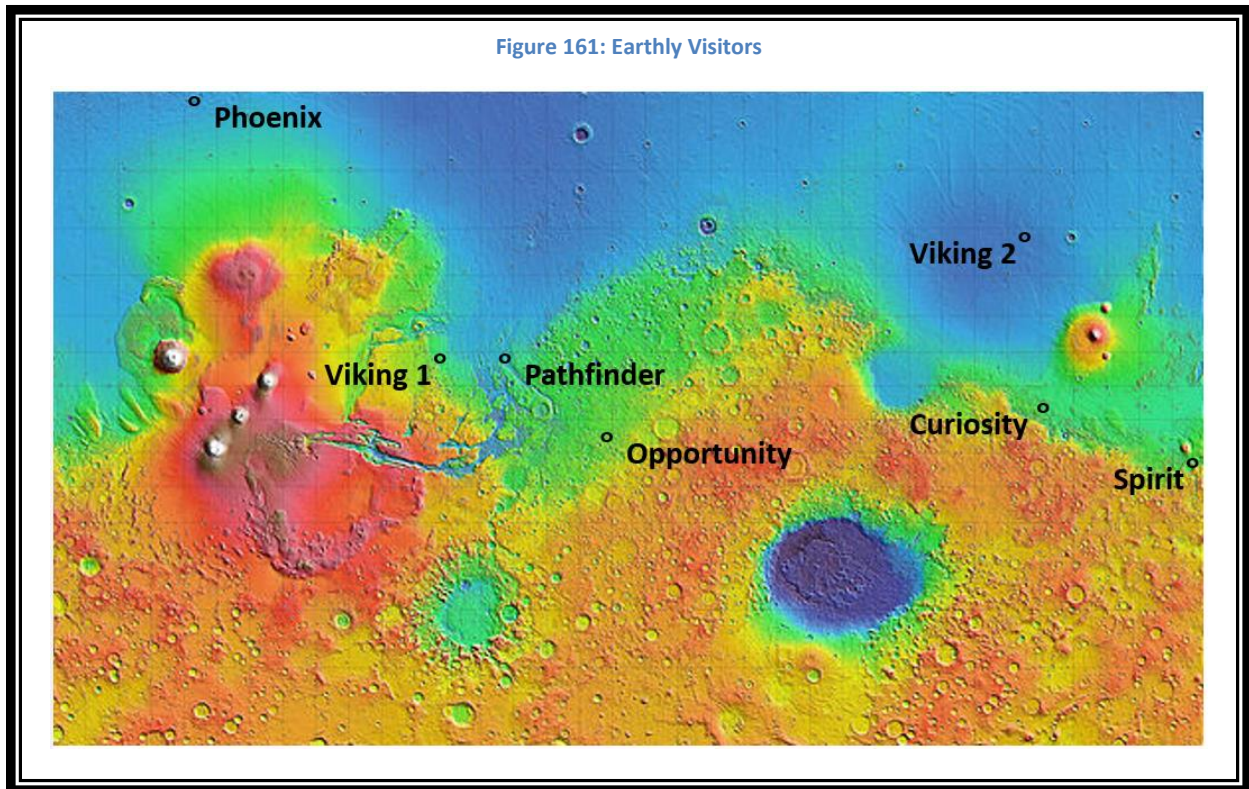 Figure 161: Earthly Visitors
Phoenix
Viking 2
Viking 1
Pathfinder
Curiosity
Opportunity
Spirit